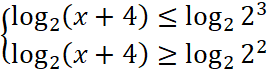 log₂(x + 4) ≤ log₂ 2³
log₂(x + 4) ≥ log₂ 2²